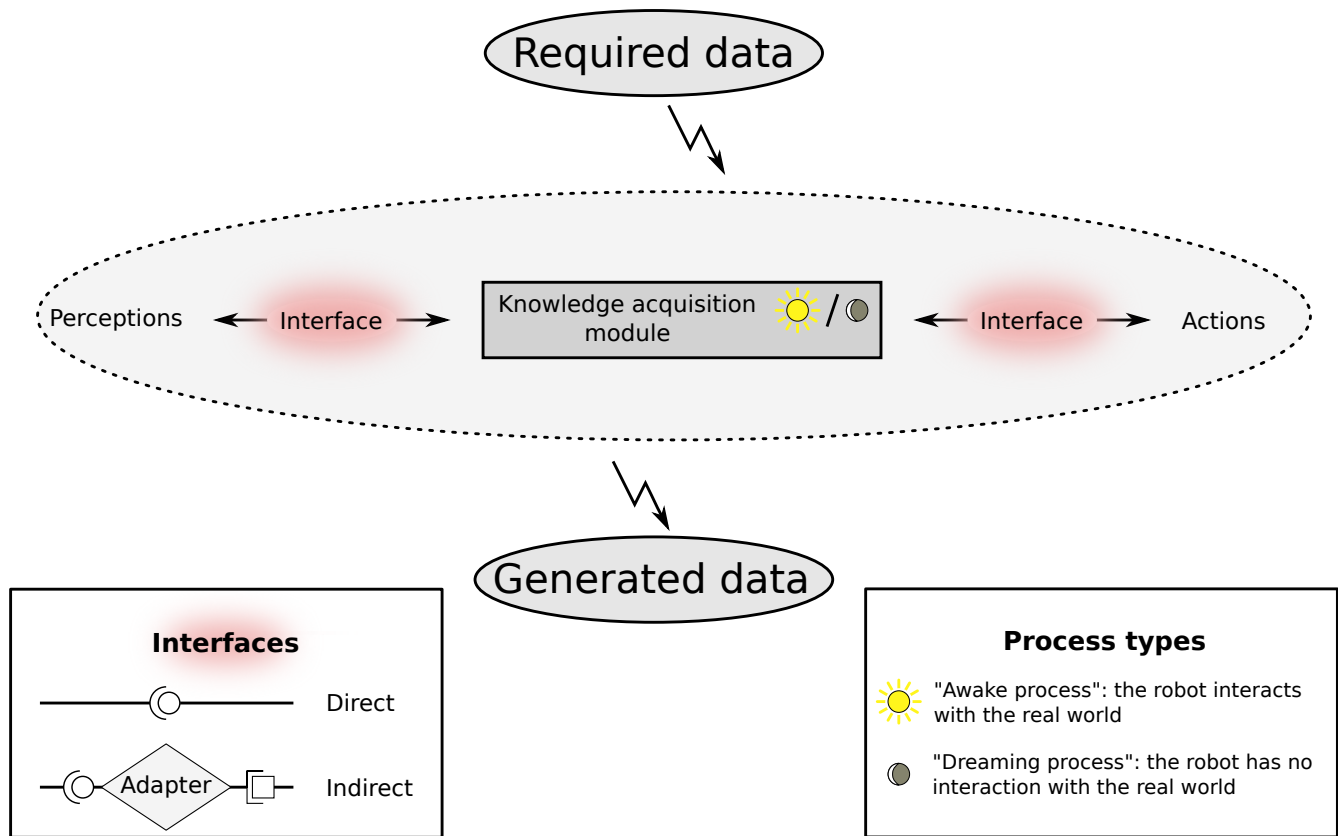 Required data
Perceptions
Interface
Knowledge acquisition
module
/
Interface
Actions
Generated data
Interfaces
Direct
Adapter
Indirect
Process types
"Awake process": the robot interacts
with the real world
"Dreaming process": the robot has no
interaction with the real world